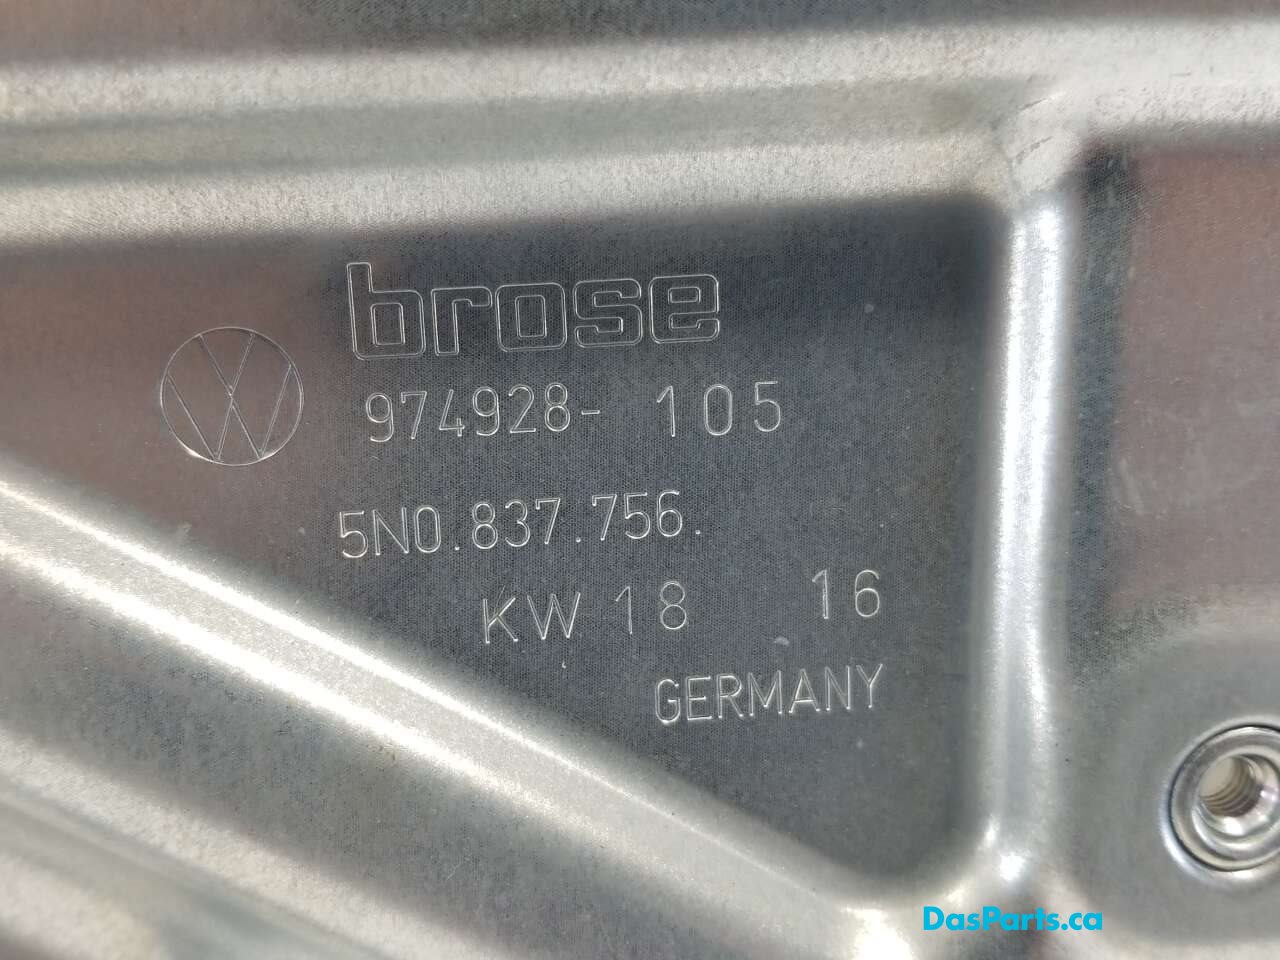 brose
974928- 105
5N0.837.756.
KW 18 16
GERMANY
DasParts.ca